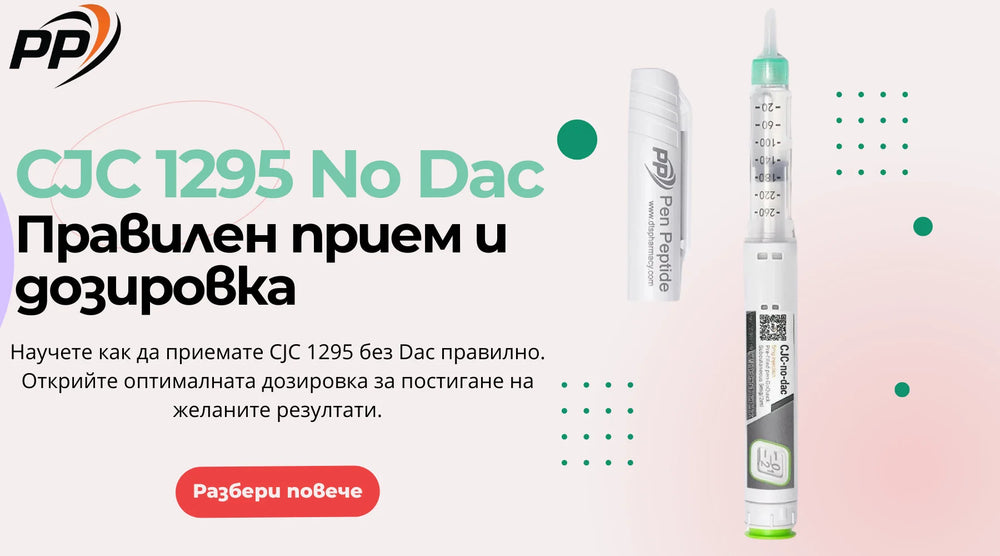 PP
CJC 1295 No Dac
Правилен прием и
дозировка
Научете как да приемате CJC 1295 без Dac правилно.
Открийте оптималната дозировка за постигане на
желаните резултати.
Разбери повече
PP Pen Peptide
www.dtspharmacy.com
20
60
100
140
180
220
260
CJC-no-dac